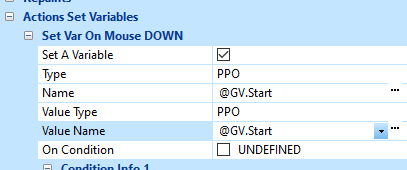 Repaints
Actions Set Variables
Set Var On Mouse DOWN
Set A Variable
Type PPO
Name @GV.Start ...
Value Type PPO
Value Name @GV.Start ...
On Condition UNDEFINED
Condition Info 1